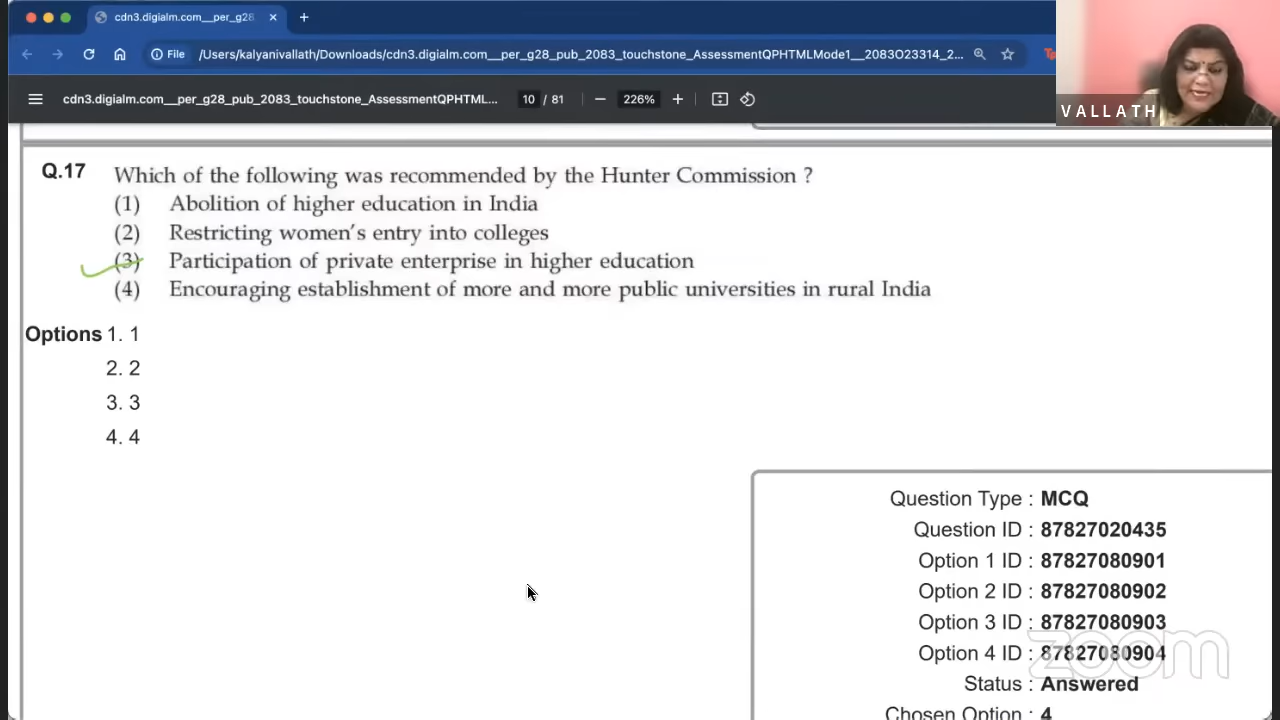 cdn3.digialm.com__per_g28
File /Users/kalyanivallath/Downloads/cdn3.digialm.com__per_g28_pub_2083_touchstone_AssessmentQPHTMLMode1__2083O23314_2...
VALLATH
cdn3.digialm.com__per_g28_pub_2083_touchstone_AssessmentQPHTML...
10 / 81
226%
Q.17 Which of the following was recommended by the Hunter Commission ?
(1) Abolition of higher education in India
(2) Restricting women's entry into colleges
(3) Participation of private enterprise in higher education
(4) Encouraging establishment of more and more public universities in rural India
Options 1. 1
2. 2
3. 3
4. 4
Question Type : MCQ
Question ID : 87827020435
Option 1 ID : 87827080901
Option 2 ID : 87827080902
Option 3 ID : 87827080903
Option 4 ID : 87827080904
zoom
Status : Answered
Chosen Option : 4